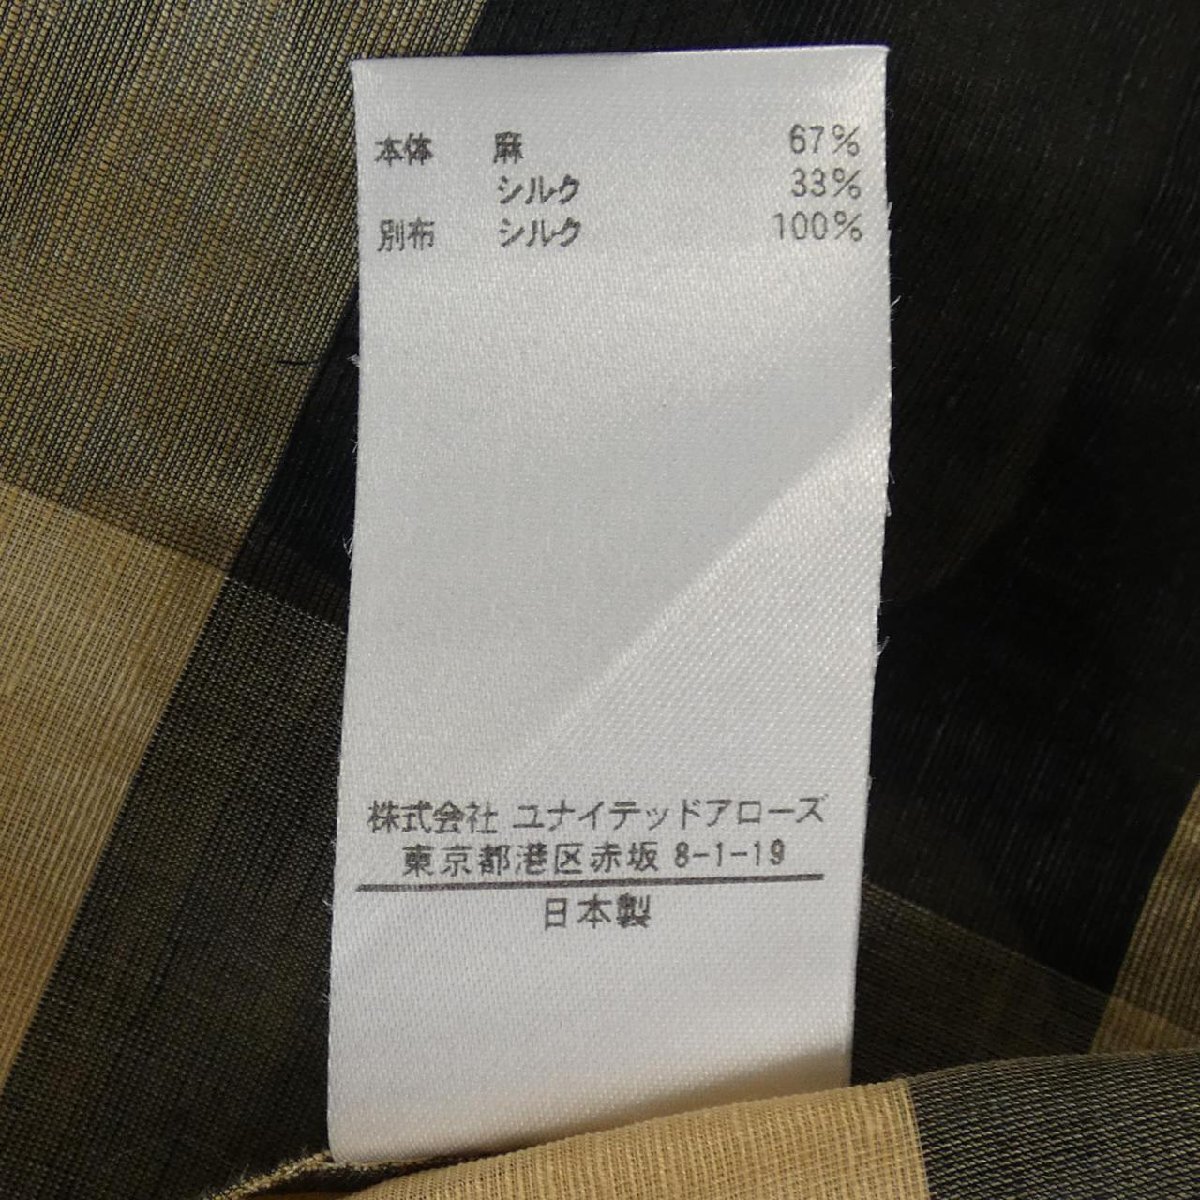 本体 麻 67%
シルク 33%
別布 シルク 100%
株式会社 ユナイテッドアローズ
東京都港区赤坂 8-1-19
日本製